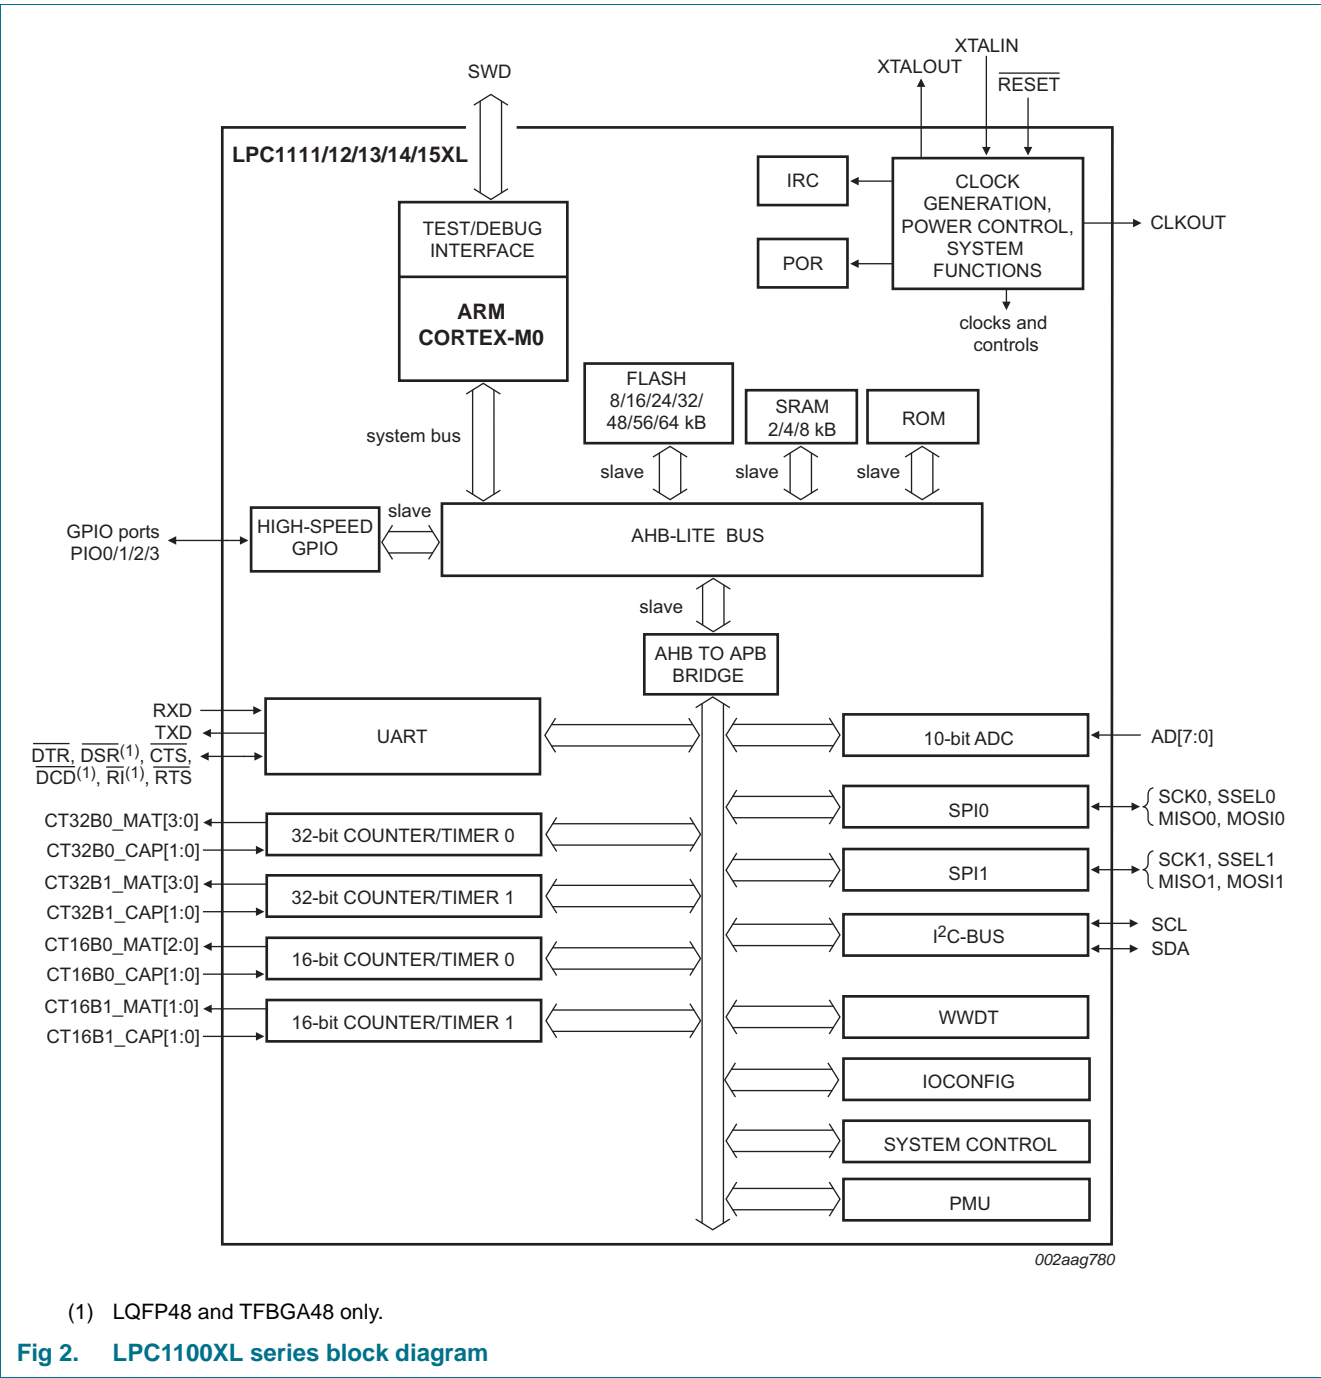 XTALIN
XTALOUT
RESET
SWD
LPC1111/12/13/14/15XL
IRC
POR
CLOCK
GENERATION,
POWER CONTROL,
SYSTEM
FUNCTIONS
CLKOUT
clocks and
controls
TEST/DEBUG
INTERFACE
ARM
CORTEX-M0
system bus
FLASH
8/16/24/32/
48/56/64 kB
SRAM
2/4/8 kB
ROM
slave
slave
slave
slave
GPIO ports
PIO0/1/2/3
HIGH-SPEED
GPIO
AHB-LITE BUS
slave
AHB TO APB
BRIDGE
RXD
TXD
DTR, DSR(1), CTS,
DCD(1), RI(1), RTS
UART
10-bit ADC
AD[7:0]
SPI0
SCK0, SSEL0
MISO0, MOSI0
CT32B0_MAT[3:0]
CT32B0_CAP[1:0]
32-bit COUNTER/TIMER 0
SPI1
SCK1, SSEL1
MISO1, MOSI1
CT32B1_MAT[3:0]
CT32B1_CAP[1:0]
32-bit COUNTER/TIMER 1
I2C-BUS
SCL
SDA
CT16B0_MAT[2:0]
CT16B0_CAP[1:0]
16-bit COUNTER/TIMER 0
CT16B1_MAT[1:0]
CT16B1_CAP[1:0]
16-bit COUNTER/TIMER 1
WWDT
IOCONFIG
SYSTEM CONTROL
PMU
002aag780
(1) LQFP48 and TFBGA48 only.
Fig 2. LPC1100XL series block diagram